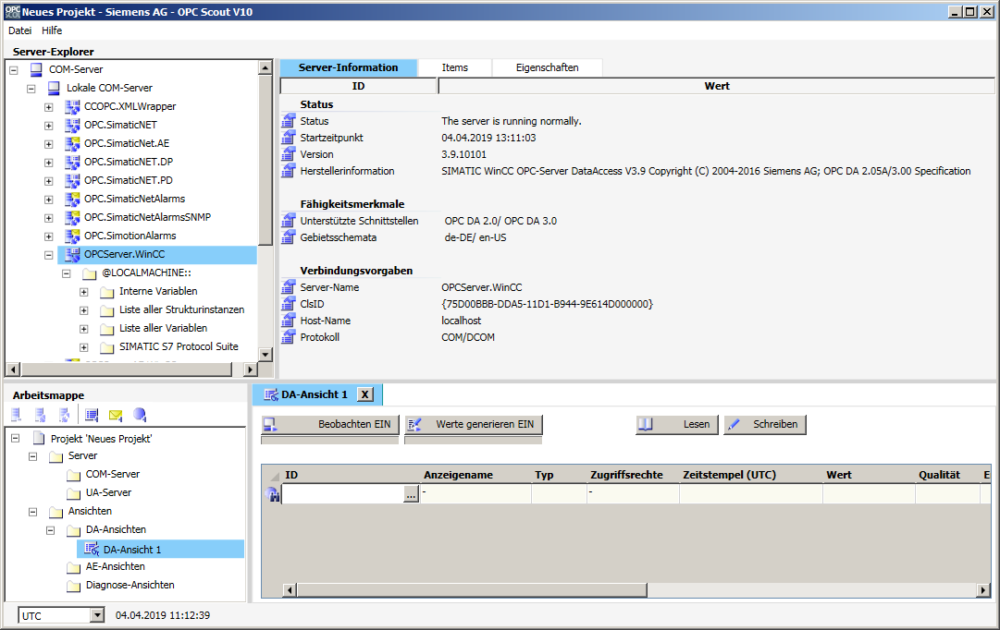 Neues Projekt - Siemens AG - OPC Scout V10
Datei Hilfe
Server-Explorer
COM-Server
Lokale COM-Server
CCOPC.XMLWrapper
OPC.SimaticNET
OPC.SimaticNet.AE
OPC.SimaticNET.DP
OPC.SimaticNET.PD
OPC.SimaticNetAlarms
OPC.SimaticNetAlarmsSNMP
OPC.SimotionAlarms
OPCServer.WinCC
@LOCALMACHINE::
Interne Variablen
Liste aller Strukturinstanzen
Liste aller Variablen
SIMATIC S7 Protocol Suite
Server-Information Items Eigenschaften
ID Wert
Status
Status The server is running normally.
Startzeitpunkt 04.04.2019 13:11:03
Version 3.9.10101
Herstellerinformation SIMATIC WinCC OPC-Server DataAccess V3.9 Copyright (C) 2004-2016 Siemens AG; OPC DA 2.05A/3.00 Specification
Fähigkeitsmerkmale
Unterstützte Schnittstellen OPC DA 2.0/ OPC DA 3.0
Gebietsschemata de-DE/ en-US
Verbindungsvorgaben
Server-Name OPCServer.WinCC
ClsID {75D00BBB-DDA5-11D1-B944-9E614D000000}
Host-Name localhost
Protokoll COM/DCOM
Arbeitsmappe
Projekt 'Neues Projekt'
Server
COM-Server
UA-Server
Ansichten
DA-Ansichten
DA-Ansicht 1
AE-Ansichten
Diagnose-Ansichten
DA-Ansicht 1 X
Beobachten EIN Werte generieren EIN Lesen Schreiben
ID Anzeigename Typ Zugriffsrechte Zeitstempel (UTC) Wert Qualität
... - -
UTC 04.04.2019 11:12:39